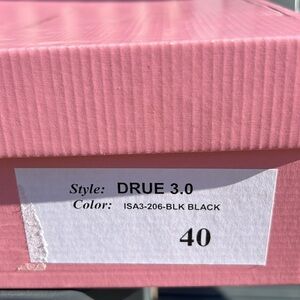 Style: DRUE 3.0
Color: ISA3-206-BLK BLACK
40